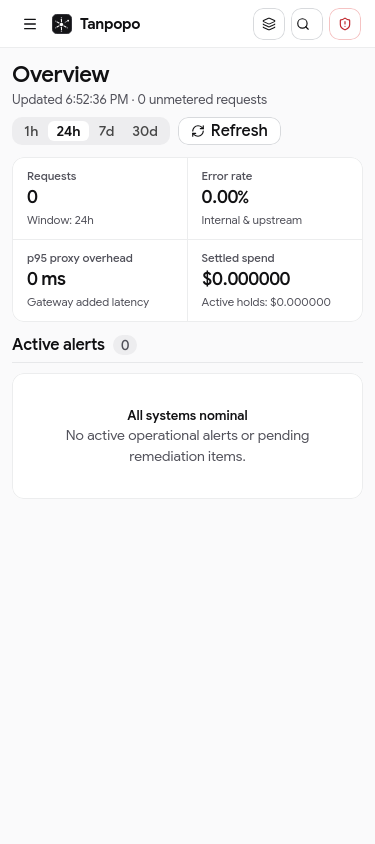 Tanpopo
Overview
Updated 6:52:36 PM · 0 unmetered requests
1h 24h 7d 30d Refresh
Requests
0
Window: 24h
Error rate
0.00%
Internal & upstream
p95 proxy overhead
0 ms
Gateway added latency
Settled spend
$0.000000
Active holds: $0.000000
Active alerts 0
All systems nominal
No active operational alerts or pending
remediation items.